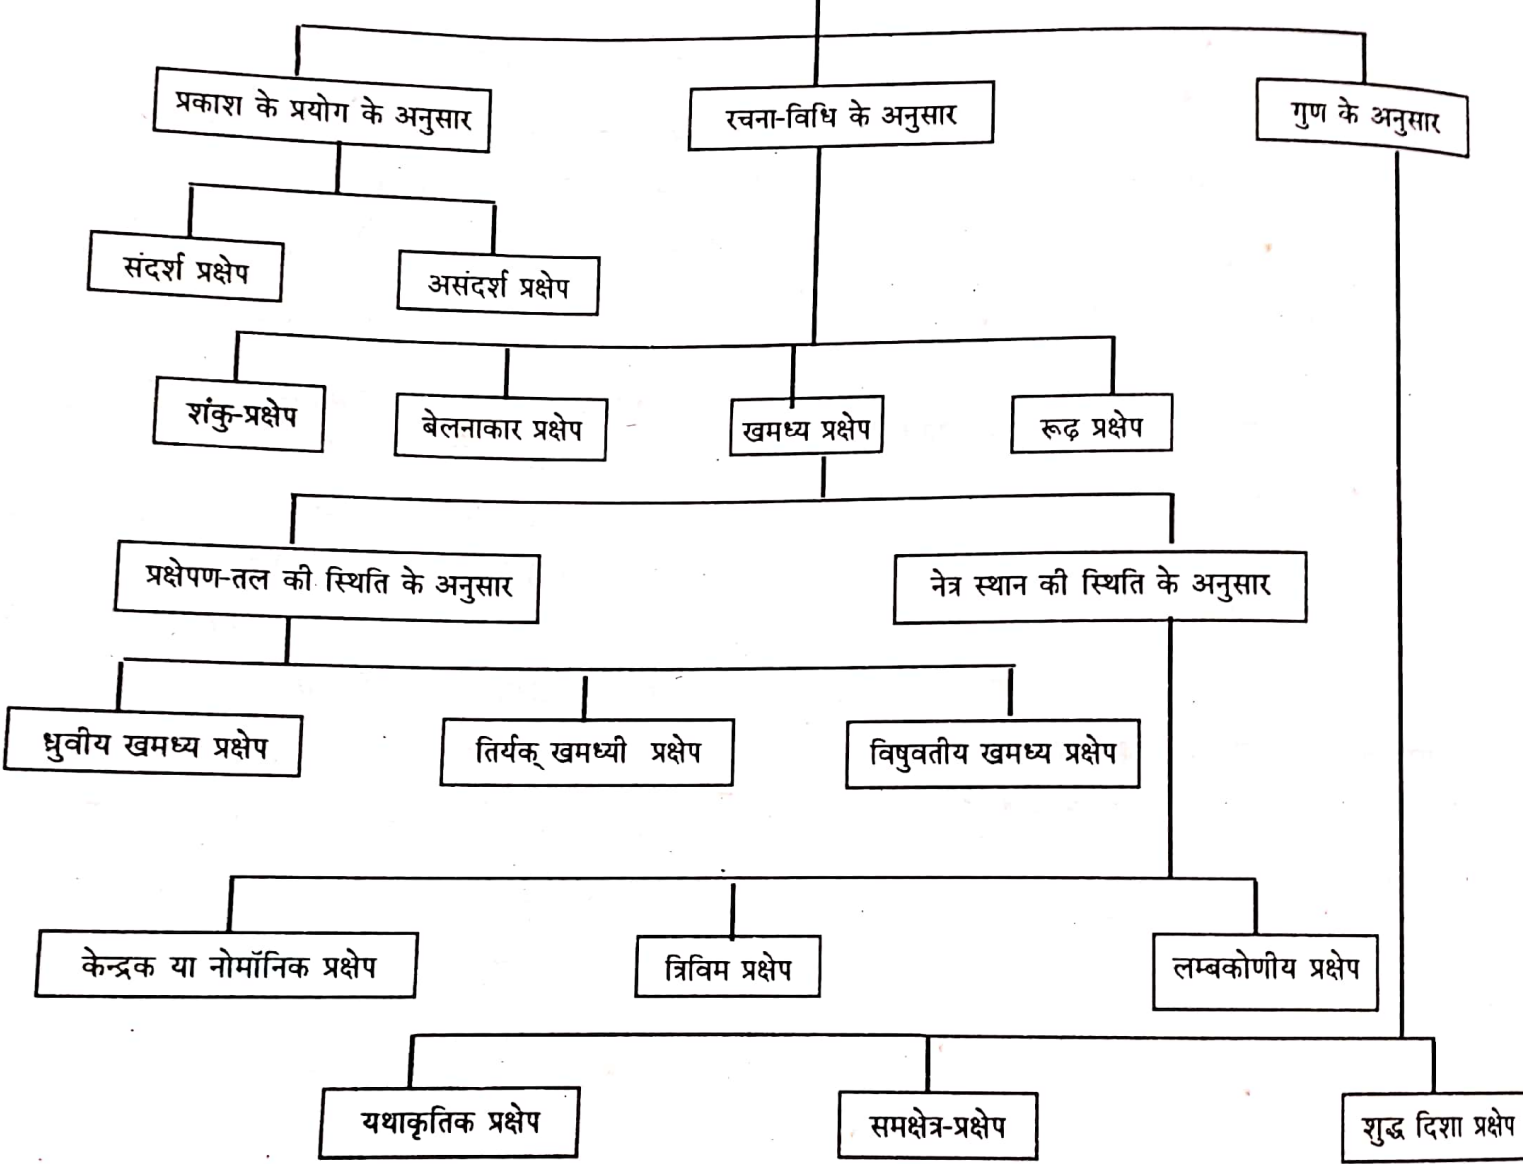 प्रकाश के प्रयोग के अनुसार
रचना-विधि के अनुसार
गुण के अनुसार
संदर्श प्रक्षेप
असंदर्श प्रक्षेप
शंकु-प्रक्षेप
बेलनाकार प्रक्षेप
खमध्य प्रक्षेप
रूढ़ प्रक्षेप
प्रक्षेपण-तल की स्थिति के अनुसार
नेत्र स्थान की स्थिति के अनुसार
ध्रुवीय खमध्य प्रक्षेप
तिर्यक् खमध्यी प्रक्षेप
विषुवतीय खमध्य प्रक्षेप
केन्द्रक या नोमॉनिक प्रक्षेप
त्रिविम प्रक्षेप
लम्बकोणीय प्रक्षेप
यथाकृतिक प्रक्षेप
समक्षेत्र-प्रक्षेप
शुद्ध दिशा प्रक्षेप